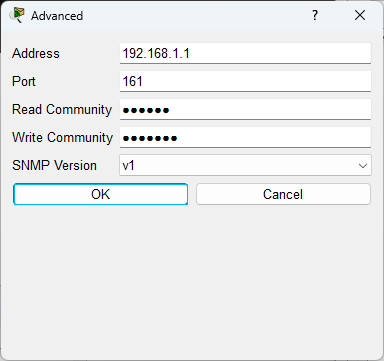 Advanced ?
Address 192.168.1.1
Port 161
Read Community ●●●●●●
Write Community ●●●●●●●
SNMP Version v1
OK Cancel